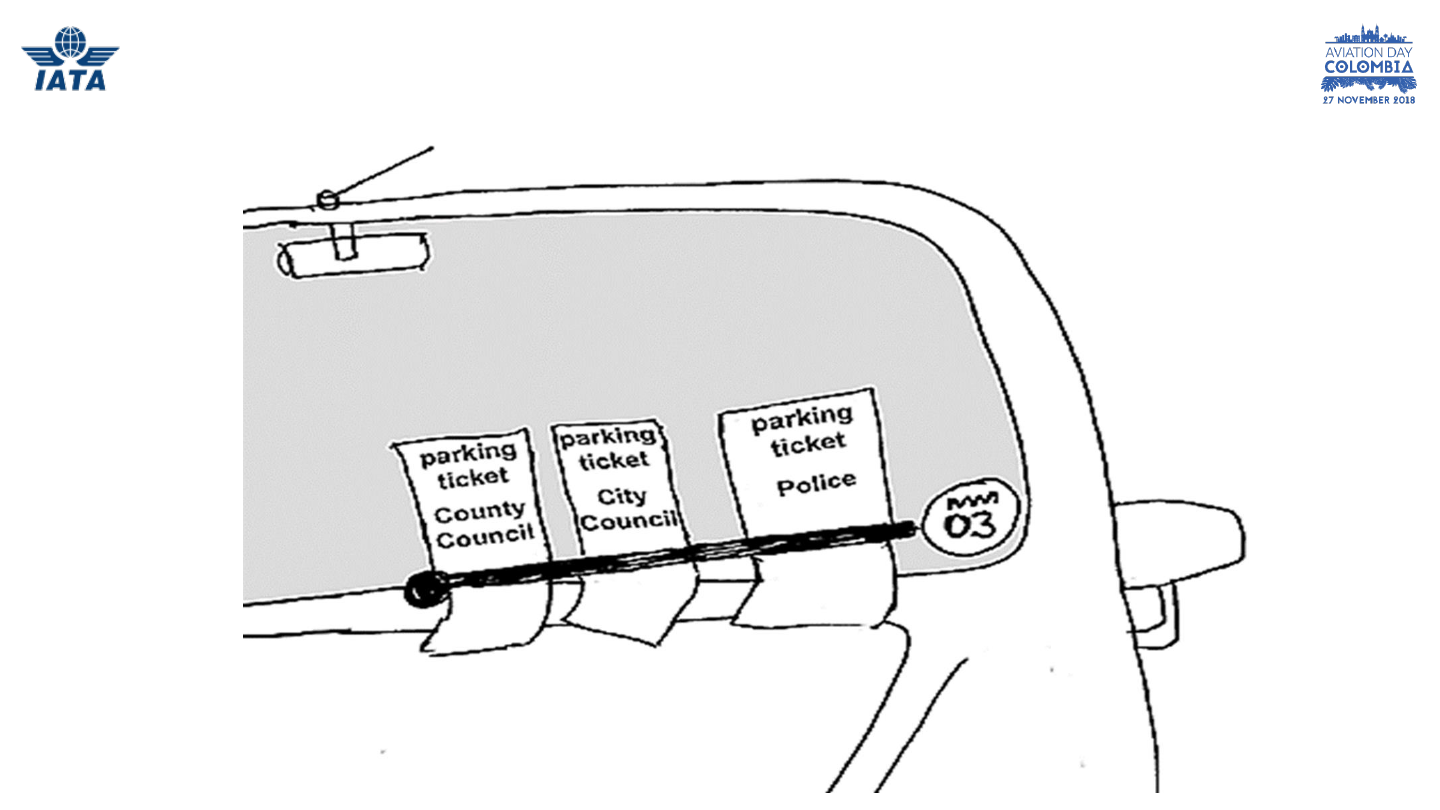 IATA
AVIATION DAY
COLOMBIA
27 NOVEMBER 2018
parking
ticket
County
Council
parking
ticket
City
Council
parking
ticket
Police
03